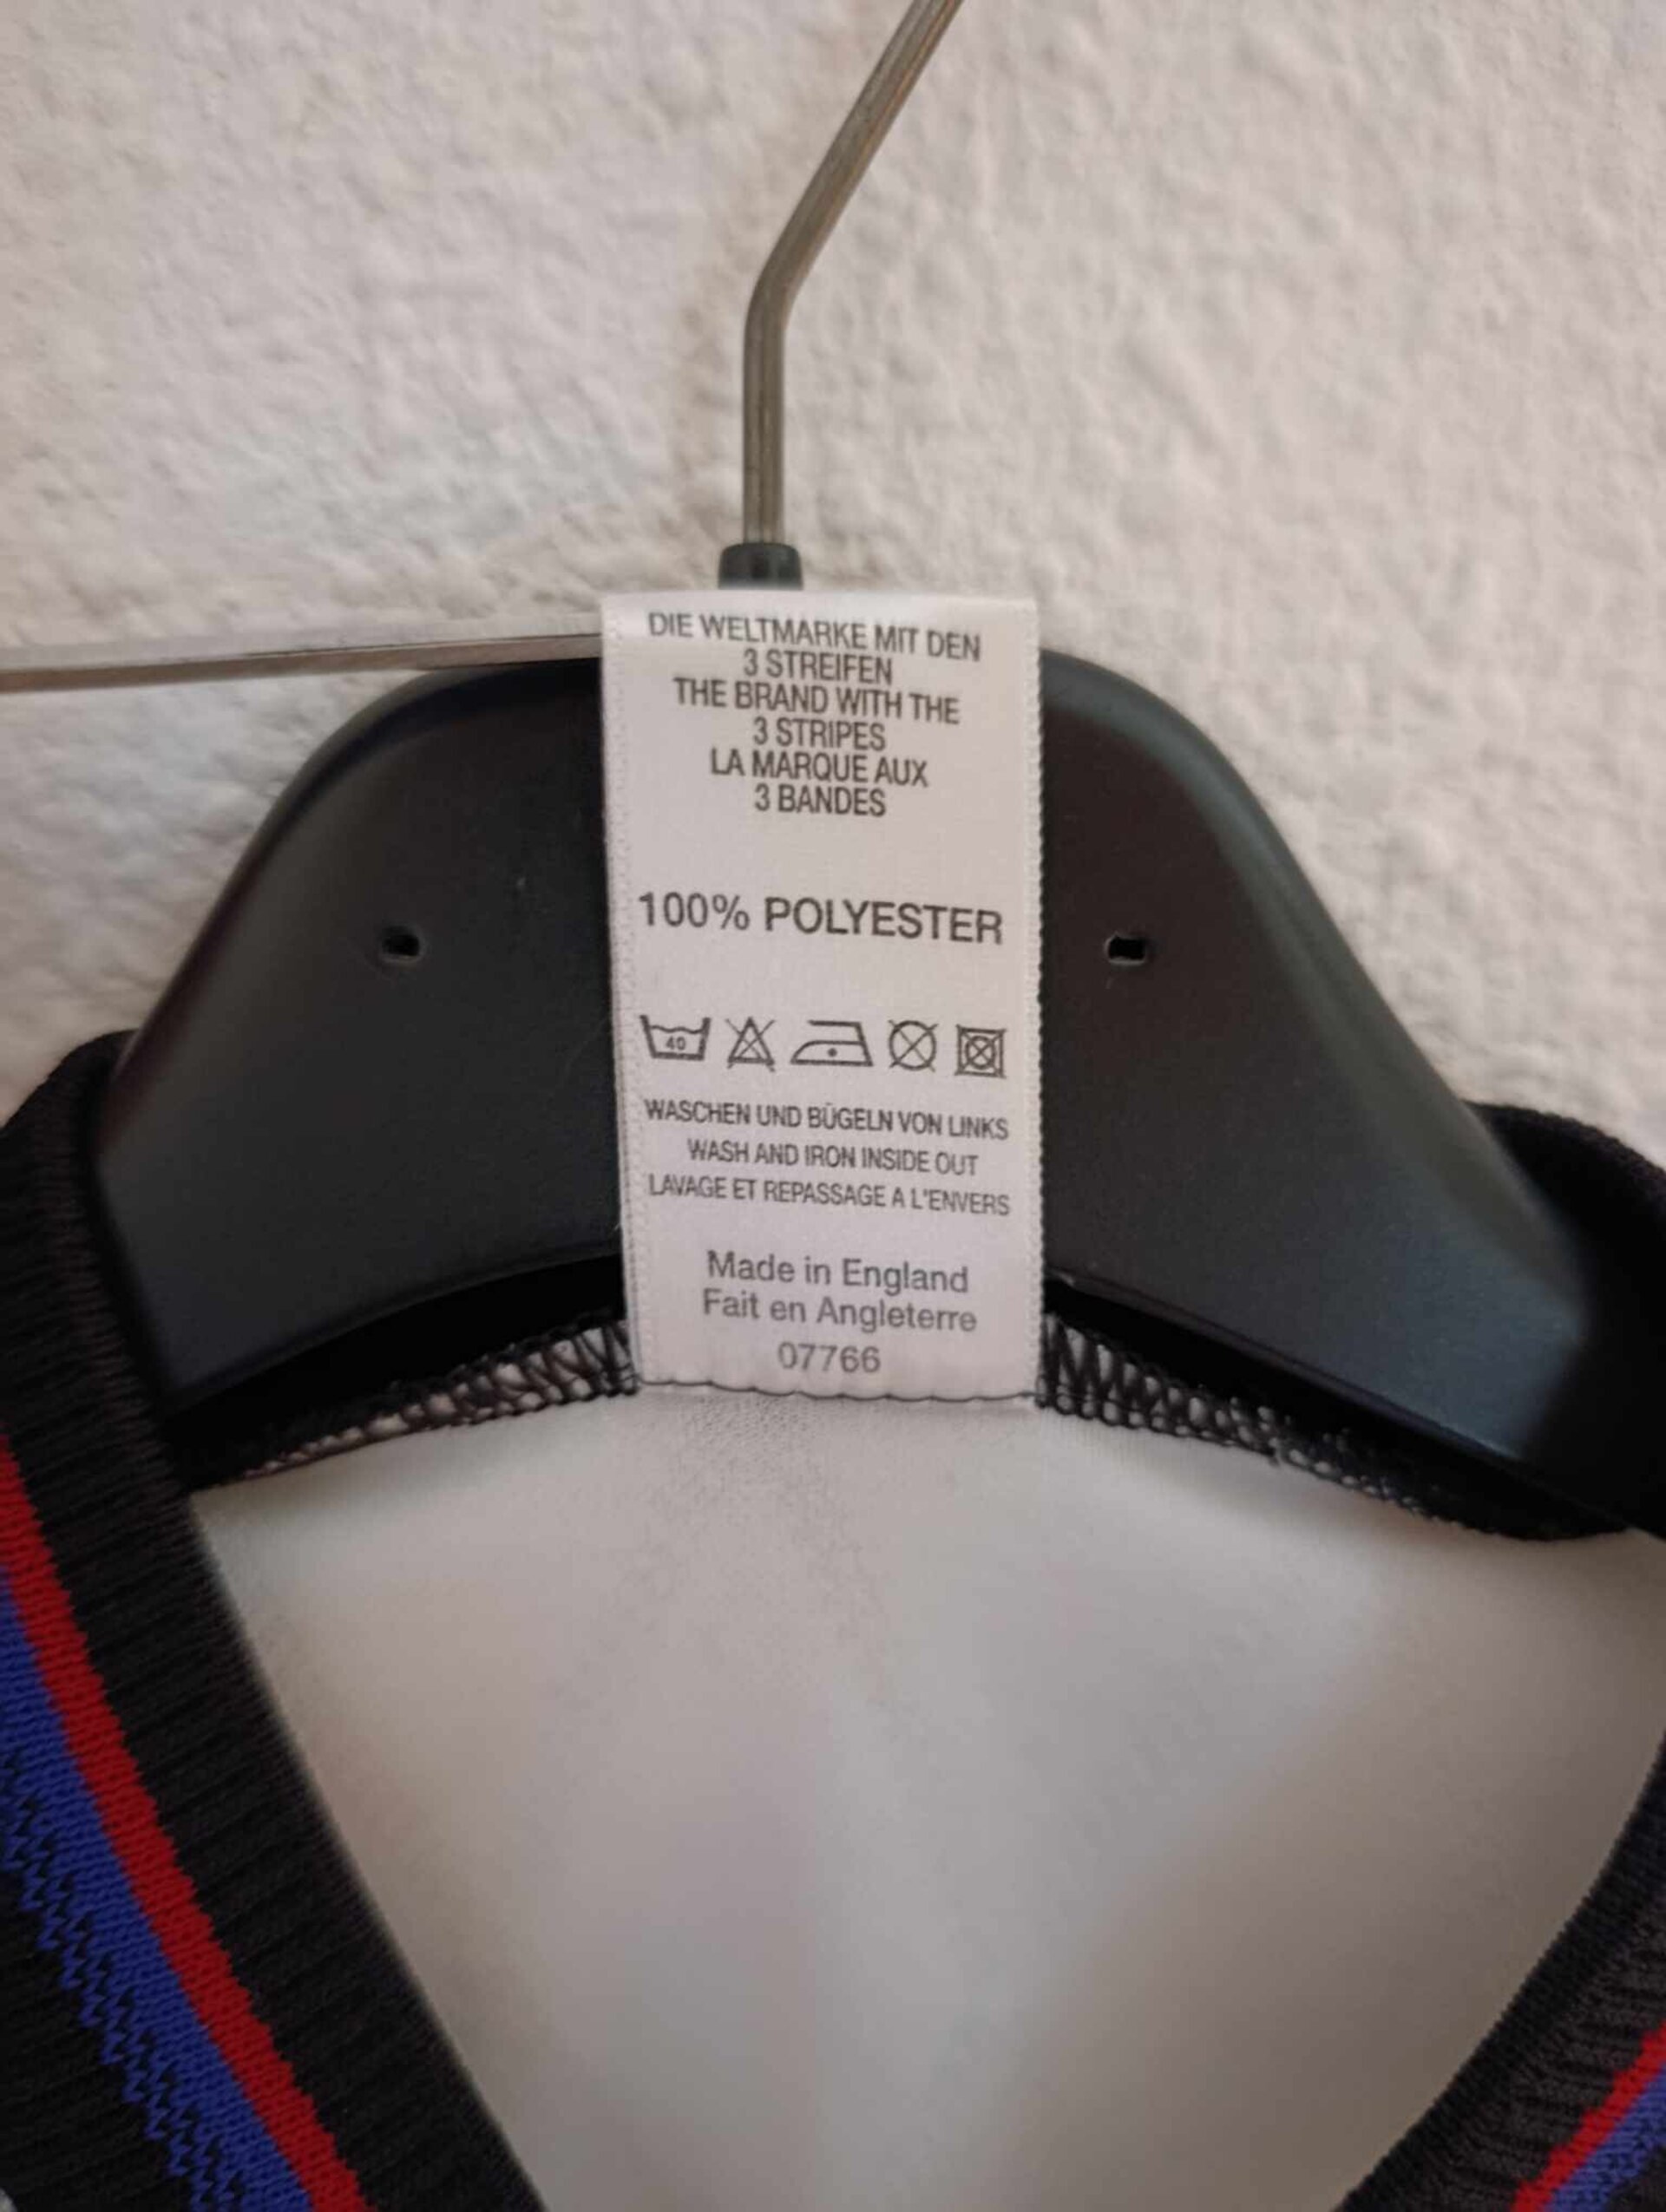 DIE WELTMARKE MIT DEN
3 STREIFEN
THE BRAND WITH THE
3 STRIPES
LA MARQUE AUX
3 BANDES
100% POLYESTER
40
WASCHEN UND BÜGELN VON LINKS
WASH AND IRON INSIDE OUT
LAVAGE ET REPASSAGE A L'ENVERS
Made in England
Fait en Angleterre
07766